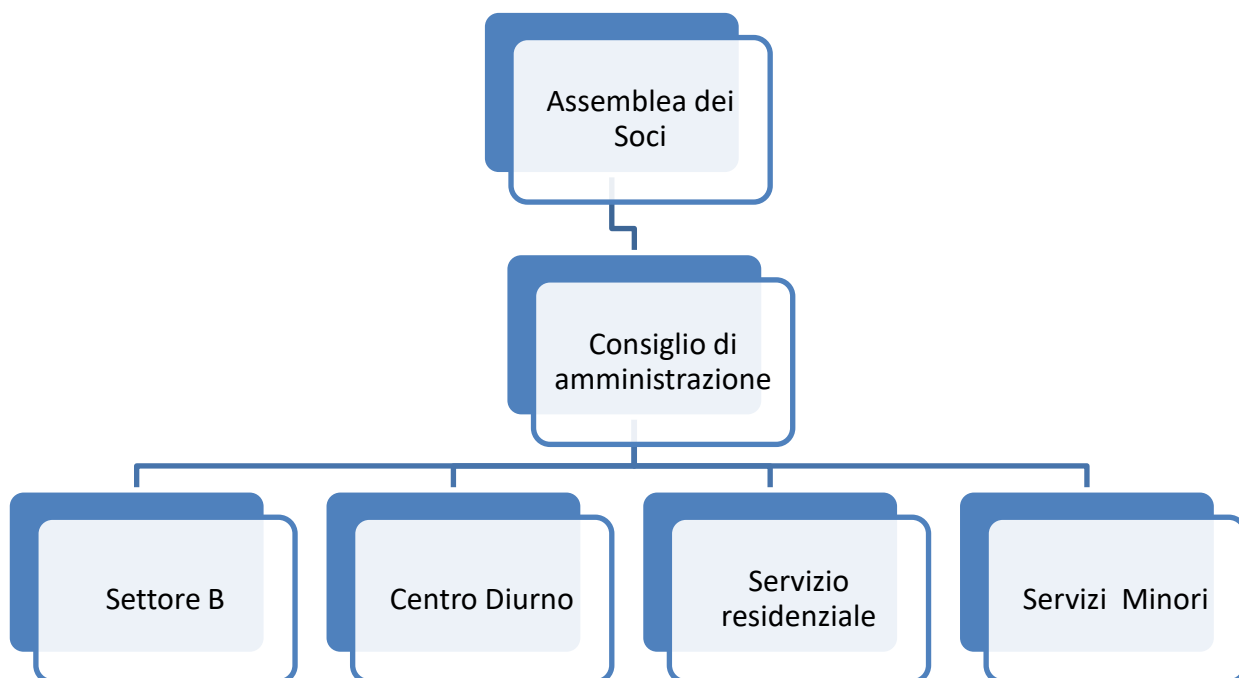 Assemblea dei
Soci
Consiglio di
amministrazione
Settore B
Centro Diurno
Servizio
residenziale
Servizi  Minori